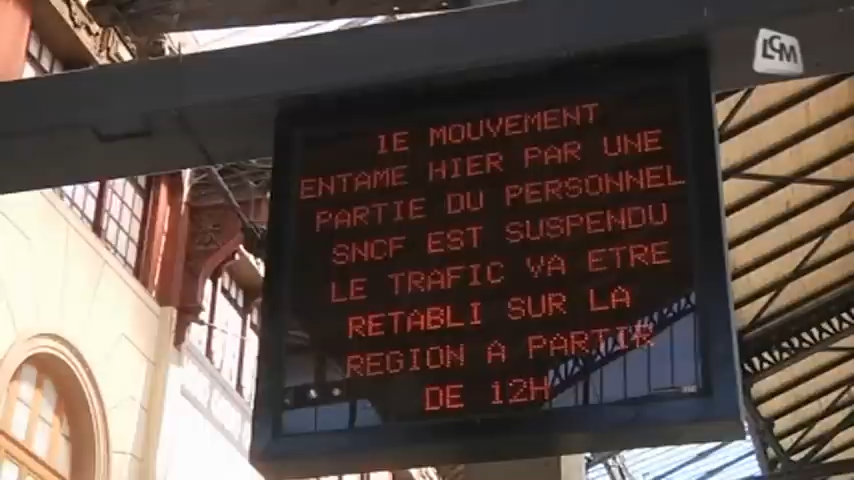 LCM
1E MOUVEMENT
ENTAME HIER PAR UNE
PARTIE DU PERSONNEL
SNCF EST SUSPENDU
LE TRAFIC VA ETRE
RETABLI SUR LA
REGION A PARTIR
DE 12H